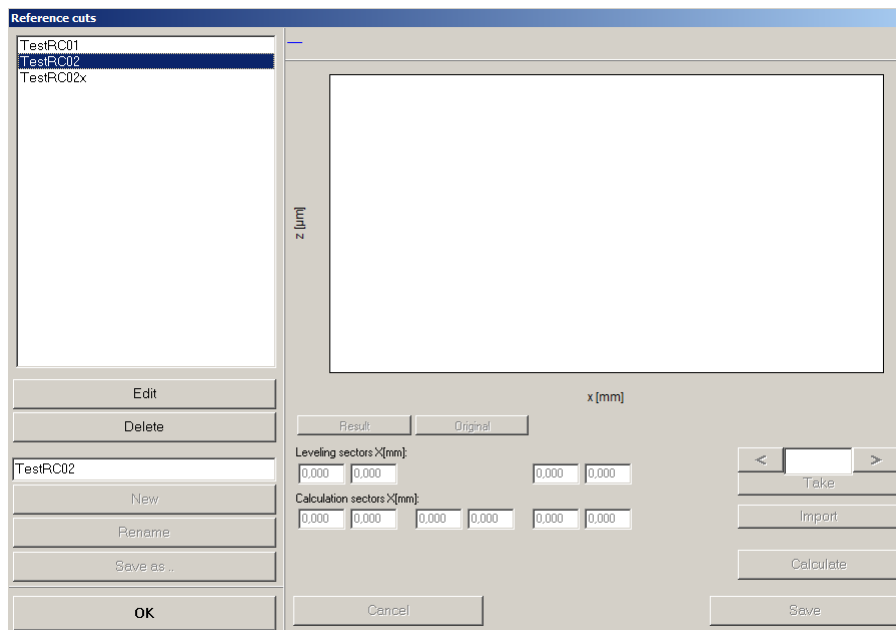 Reference cuts
TestRC01
TestRC02
TestRC02x
Edit
Delete
TestRC02
New
Rename
Save as ..
OK
z [µm]
x [mm]
Result Original
Leveling sectors X[mm]:
0,000 0,000 0,000 0,000
Calculation sectors X[mm]:
0,000 0,000 0,000 0,000 0,000 0,000
< >
Take
Import
Calculate
Cancel Save